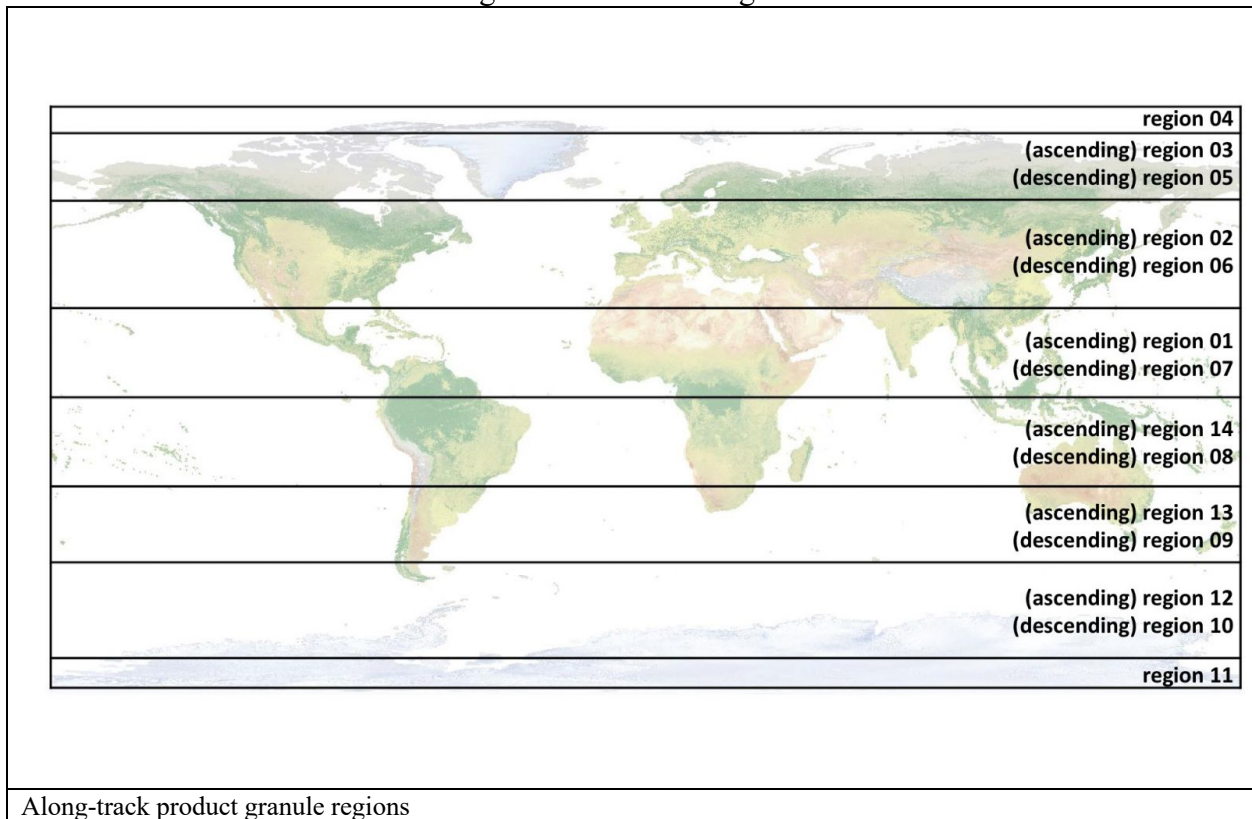 region 04
(ascending) region 03
(descending) region 05
(ascending) region 02
(descending) region 06
(ascending) region 01
(descending) region 07
(ascending) region 14
(descending) region 08
(ascending) region 13
(descending) region 09
(ascending) region 12
(descending) region 10
region 11
Along-track product granule regions